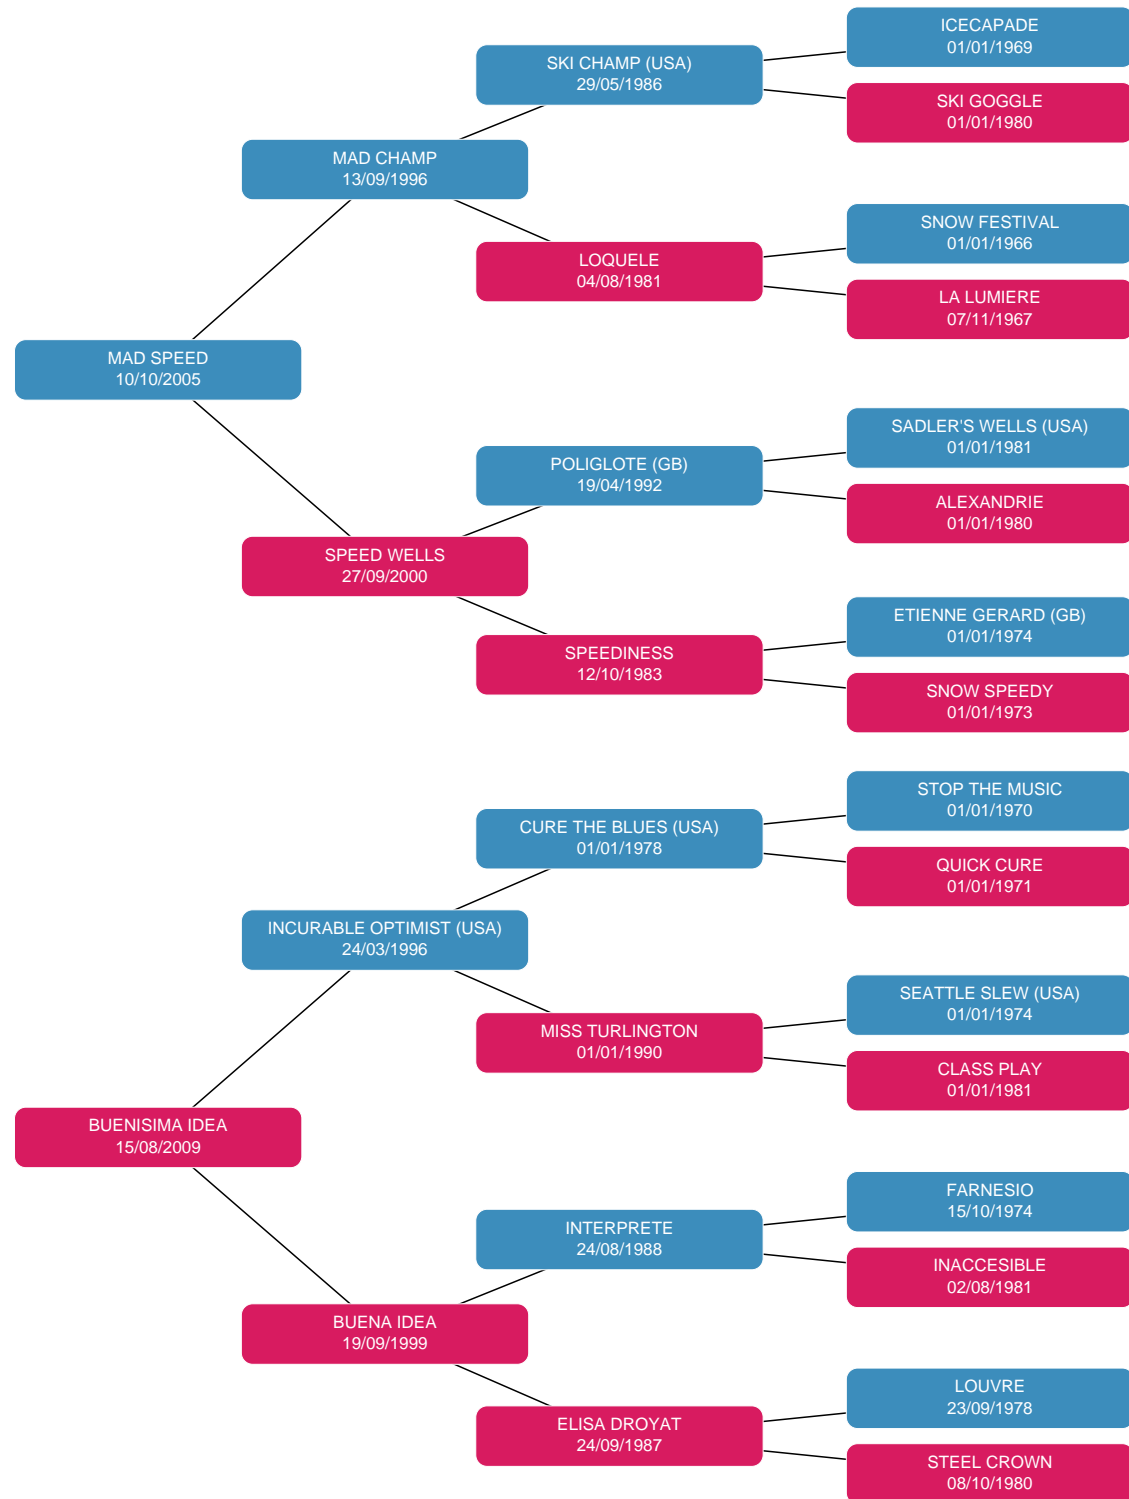 ICECAPADE
01/01/1969
SKI CHAMP (USA)
29/05/1986
SKI GOGGLE
01/01/1980
MAD CHAMP
13/09/1996
SNOW FESTIVAL
01/01/1966
LOQUELE
04/08/1981
LA LUMIERE
07/11/1967
MAD SPEED
10/10/2005
SADLER'S WELLS (USA)
01/01/1981
POLIGLOTE (GB)
19/04/1992
ALEXANDRIE
01/01/1980
SPEED WELLS
27/09/2000
ETIENNE GERARD (GB)
01/01/1974
SPEEDINESS
12/10/1983
SNOW SPEEDY
01/01/1973
STOP THE MUSIC
01/01/1970
CURE THE BLUES (USA)
01/01/1978
QUICK CURE
01/01/1971
INCURABLE OPTIMIST (USA)
24/03/1996
SEATTLE SLEW (USA)
01/01/1974
MISS TURLINGTON
01/01/1990
CLASS PLAY
01/01/1981
BUENISIMA IDEA
15/08/2009
FARNESIO
15/10/1974
INTERPRETE
24/08/1988
INACCESIBLE
02/08/1981
BUENA IDEA
19/09/1999
LOUVRE
23/09/1978
ELISA DROYAT
24/09/1987
STEEL CROWN
08/10/1980